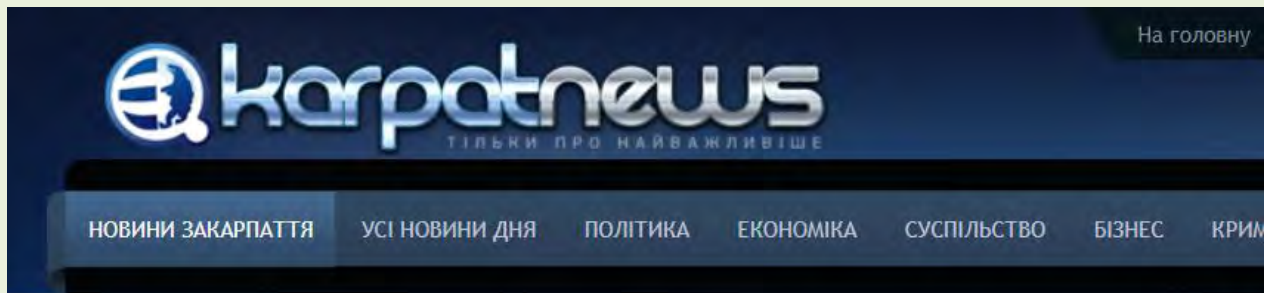 На головну
karpatnews
ТІЛЬКИ ПРО НАЙВАЖЛИВІШЕ
НОВИНИ ЗАКАРПАТТЯ УСІ НОВИНИ ДНЯ ПОЛІТИКА ЕКОНОМІКА СУСПІЛЬСТВО БІЗНЕС